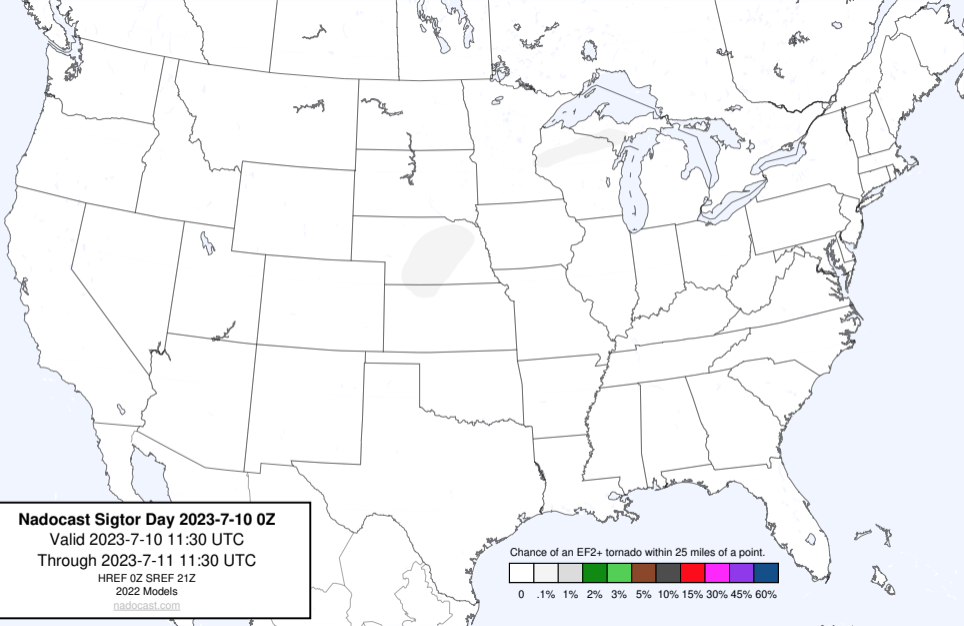 Nadocast Sigtor Day 2023-7-10 0Z
Valid 2023-7-10 11:30 UTC
Through 2023-7-11 11:30 UTC
HREF 0Z SREF 21Z
2022 Models
nadocast.com
Chance of an EF2+ tornado within 25 miles of a point.
0 .1% 1% 2% 3% 5% 10% 15% 30% 45% 60%